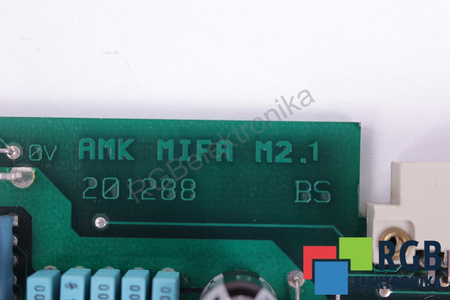 0V AMK MIFA M2.1
201288 BS
RGBelektronika
RGB